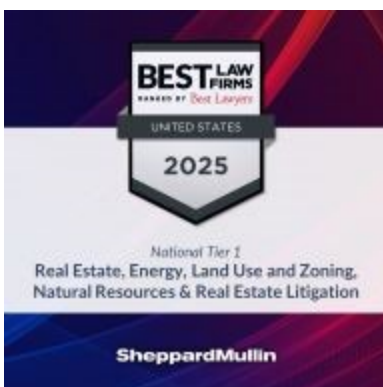 BEST LAW
FIRMS
RANKED BY Best Lawyers
UNITED STATES
2025
National Tier 1
Real Estate, Energy, Land Use and Zoning,
Natural Resources & Real Estate Litigation
SheppardMullin